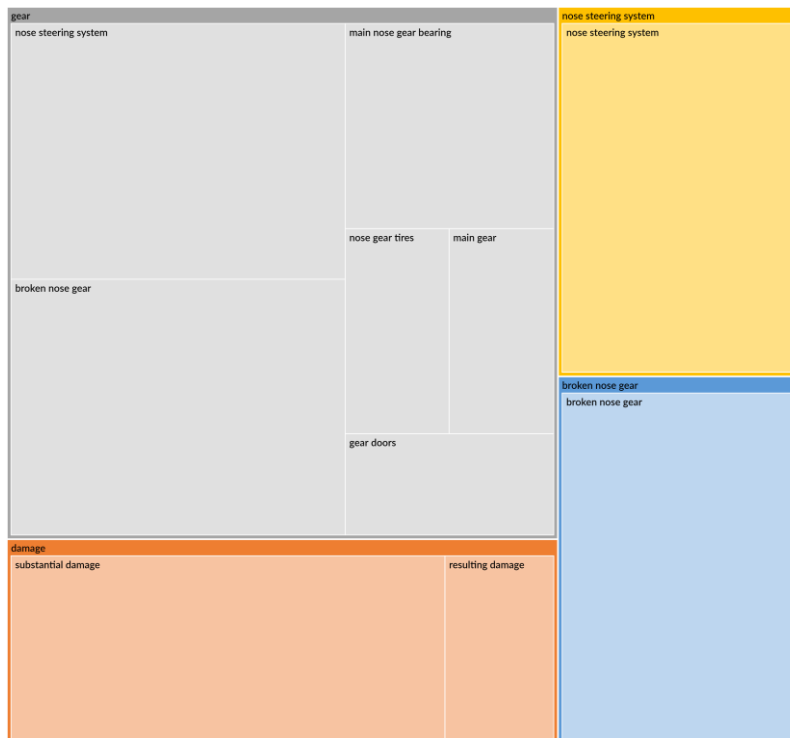 gear
nose steering system
main nose gear bearing
nose gear tires
main gear
broken nose gear
gear doors
damage
substantial damage
resulting damage
nose steering system
nose steering system
broken nose gear
broken nose gear